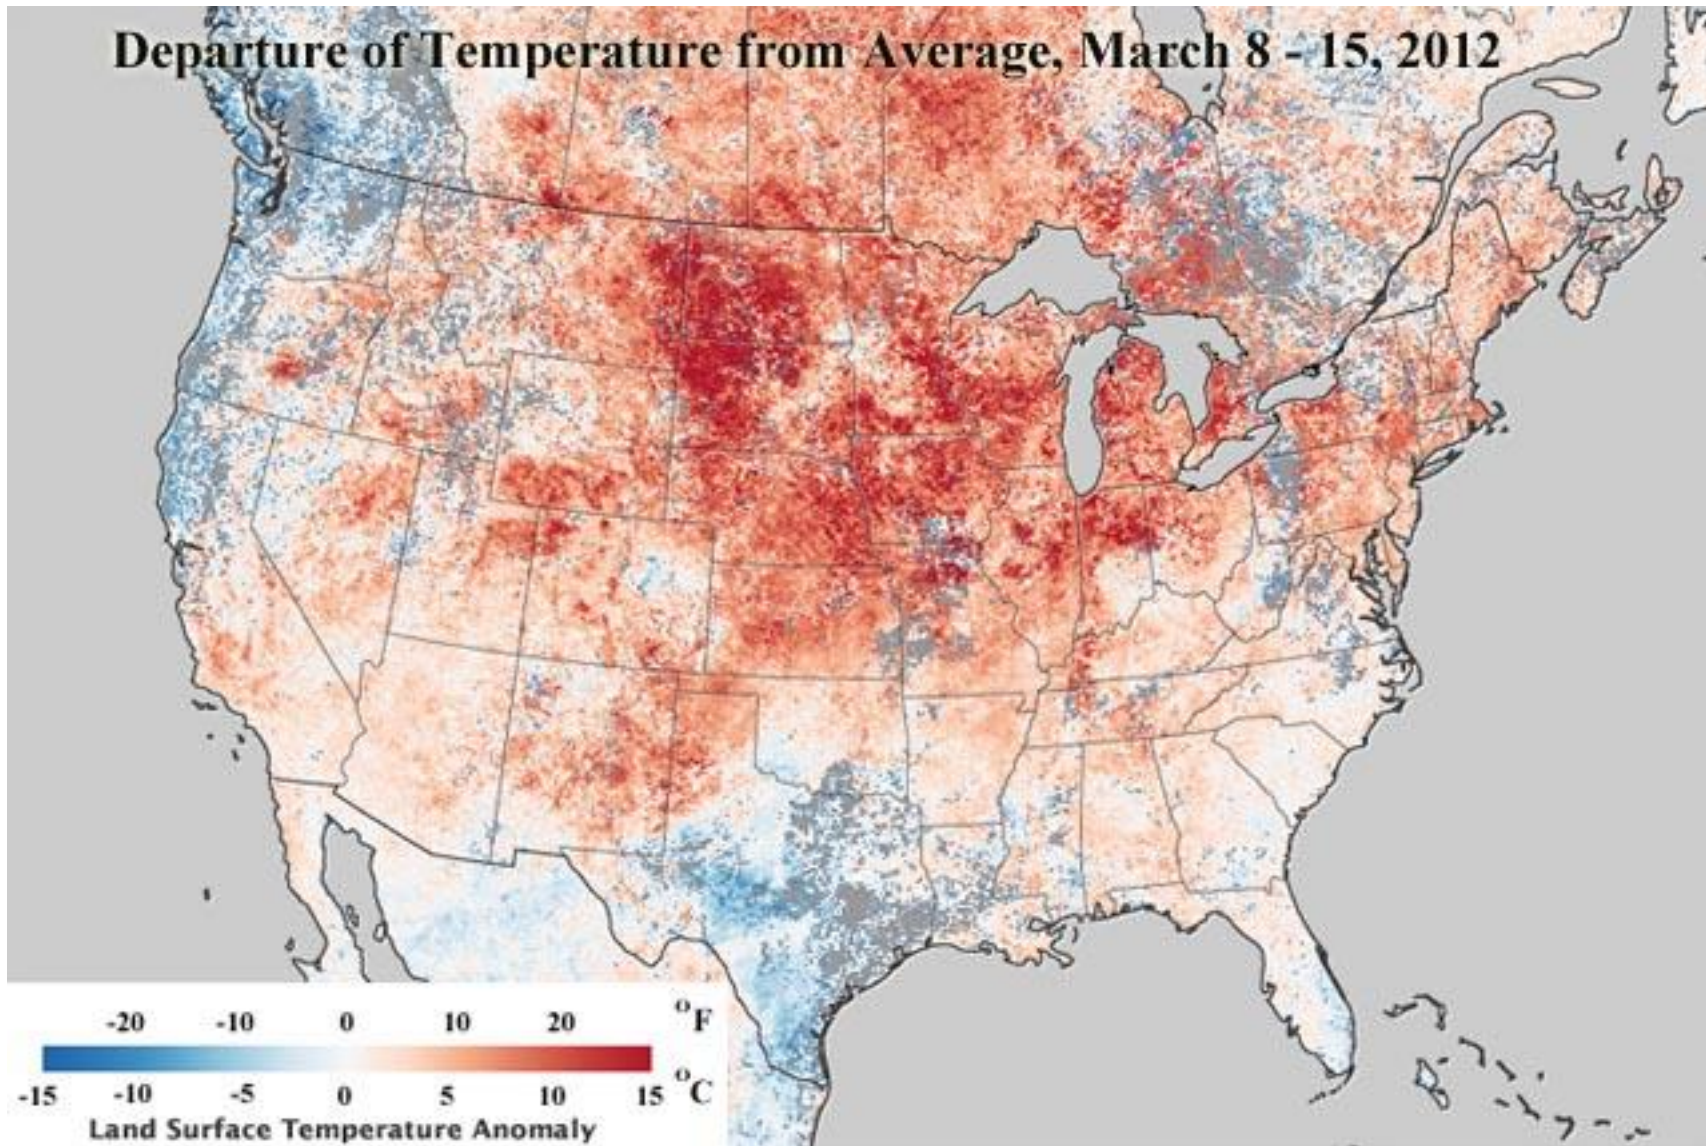 Departure of Temperature from Average, March 8 - 15, 2012
-20 -10 0 10 20 °F
-15 -10 -5 0 5 10 15 °C
Land Surface Temperature Anomaly